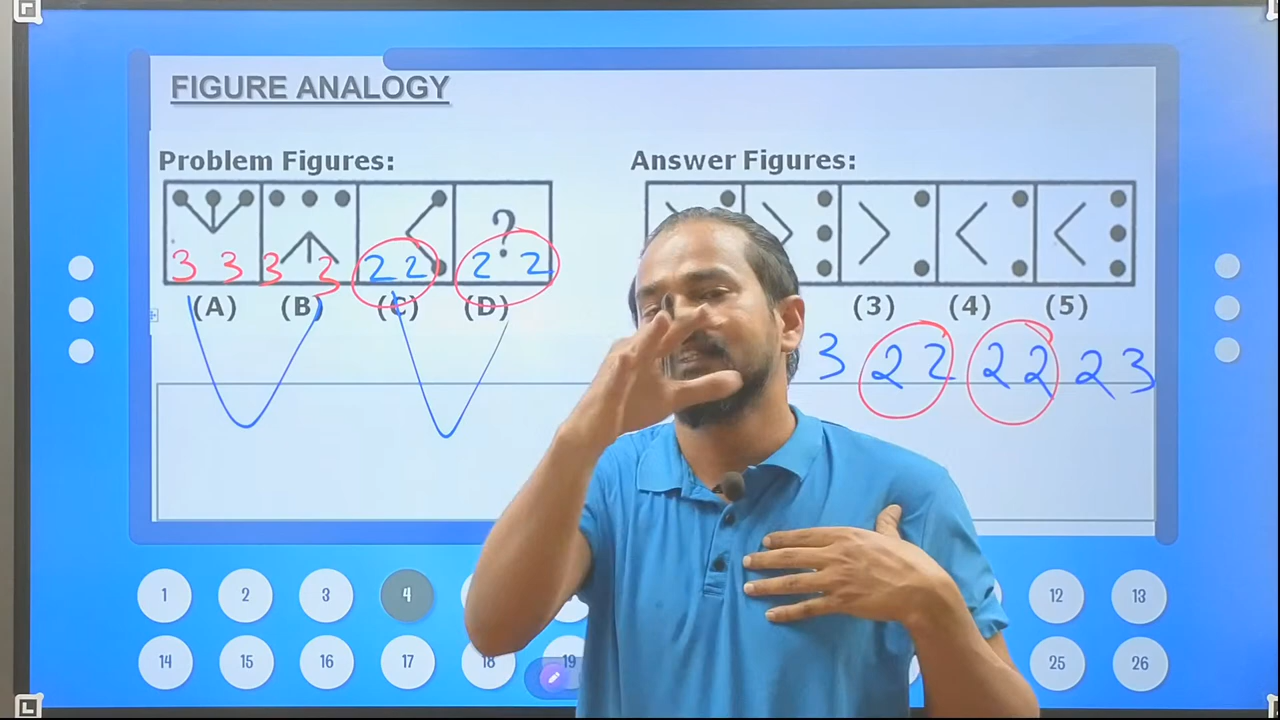 FIGURE ANALOGY
Problem Figures: Answer Figures:
?
3 3 3 3 2 2 2 2
(A) (B) (C) (D) (3) (4) (5)
3 2 2 2 2 2 3
1 2 3 4 12 13
14 15 16 17 18 19 25 26